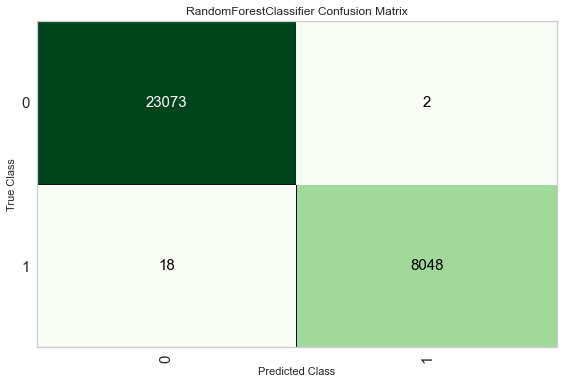 RandomForestClassifier Confusion Matrix
True Class
0
23073
2
1
18
8048
0
1
Predicted Class